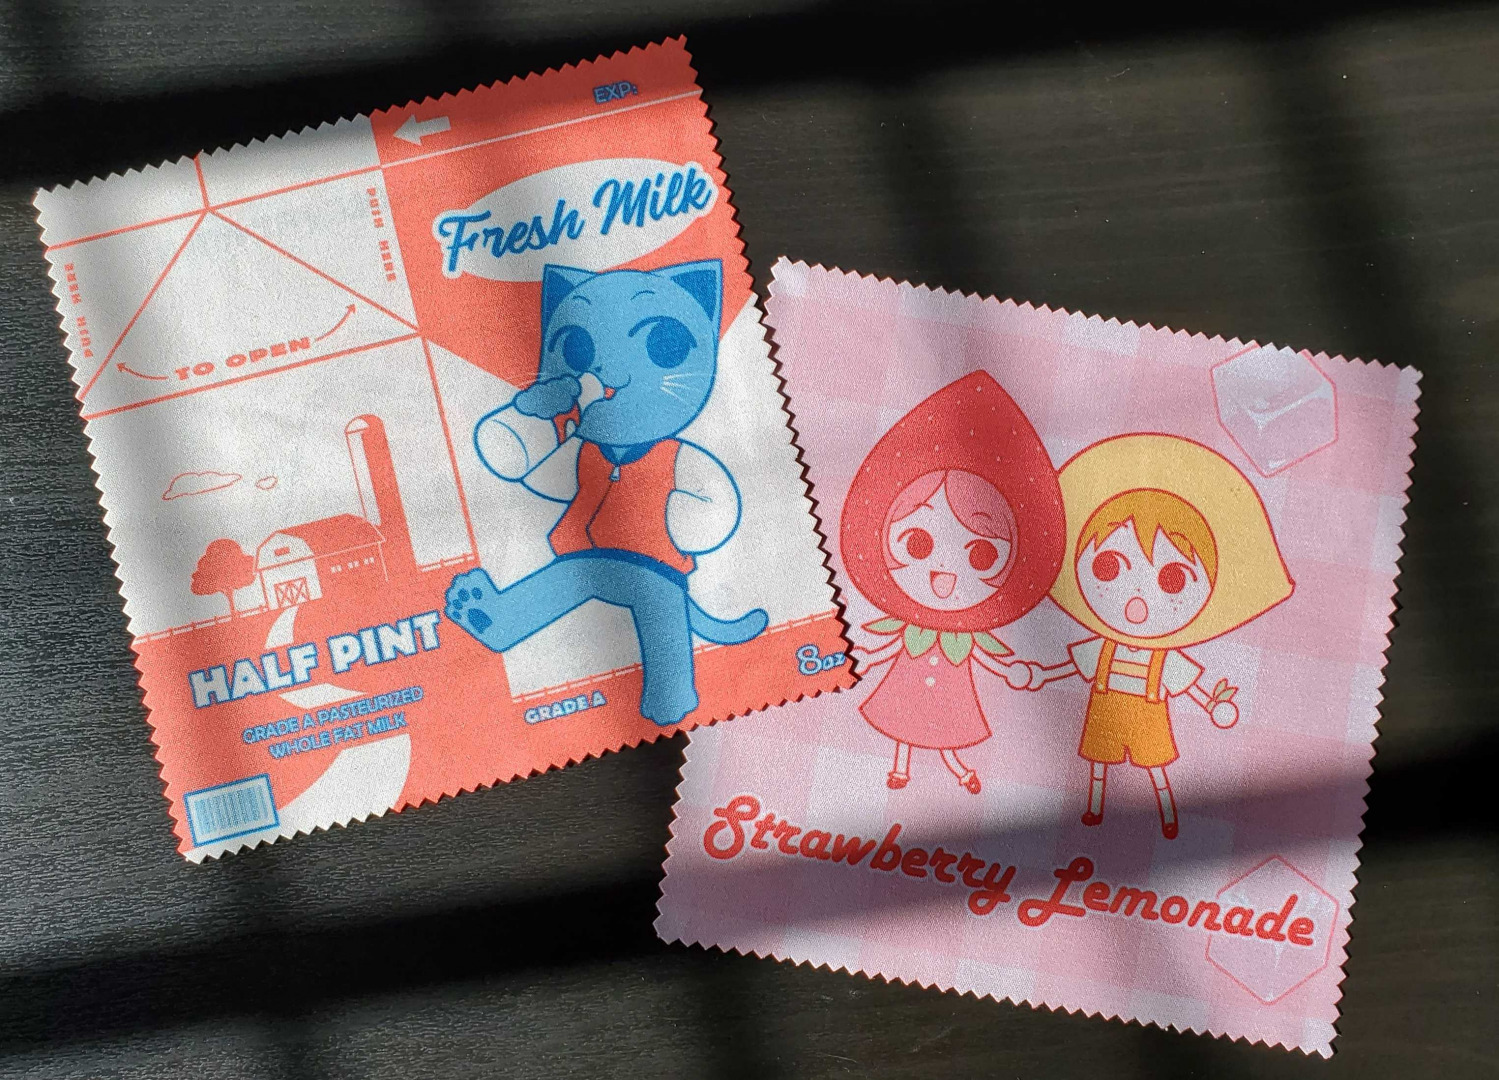 EXP:
Fresh Milk
PUSH HERE
PUSH HERE
TO OPEN
HALF PINT
GRADE A PASTEURIZED
WHOLE FAT MILK
GRADE A
8oz
Strawberry Lemonade